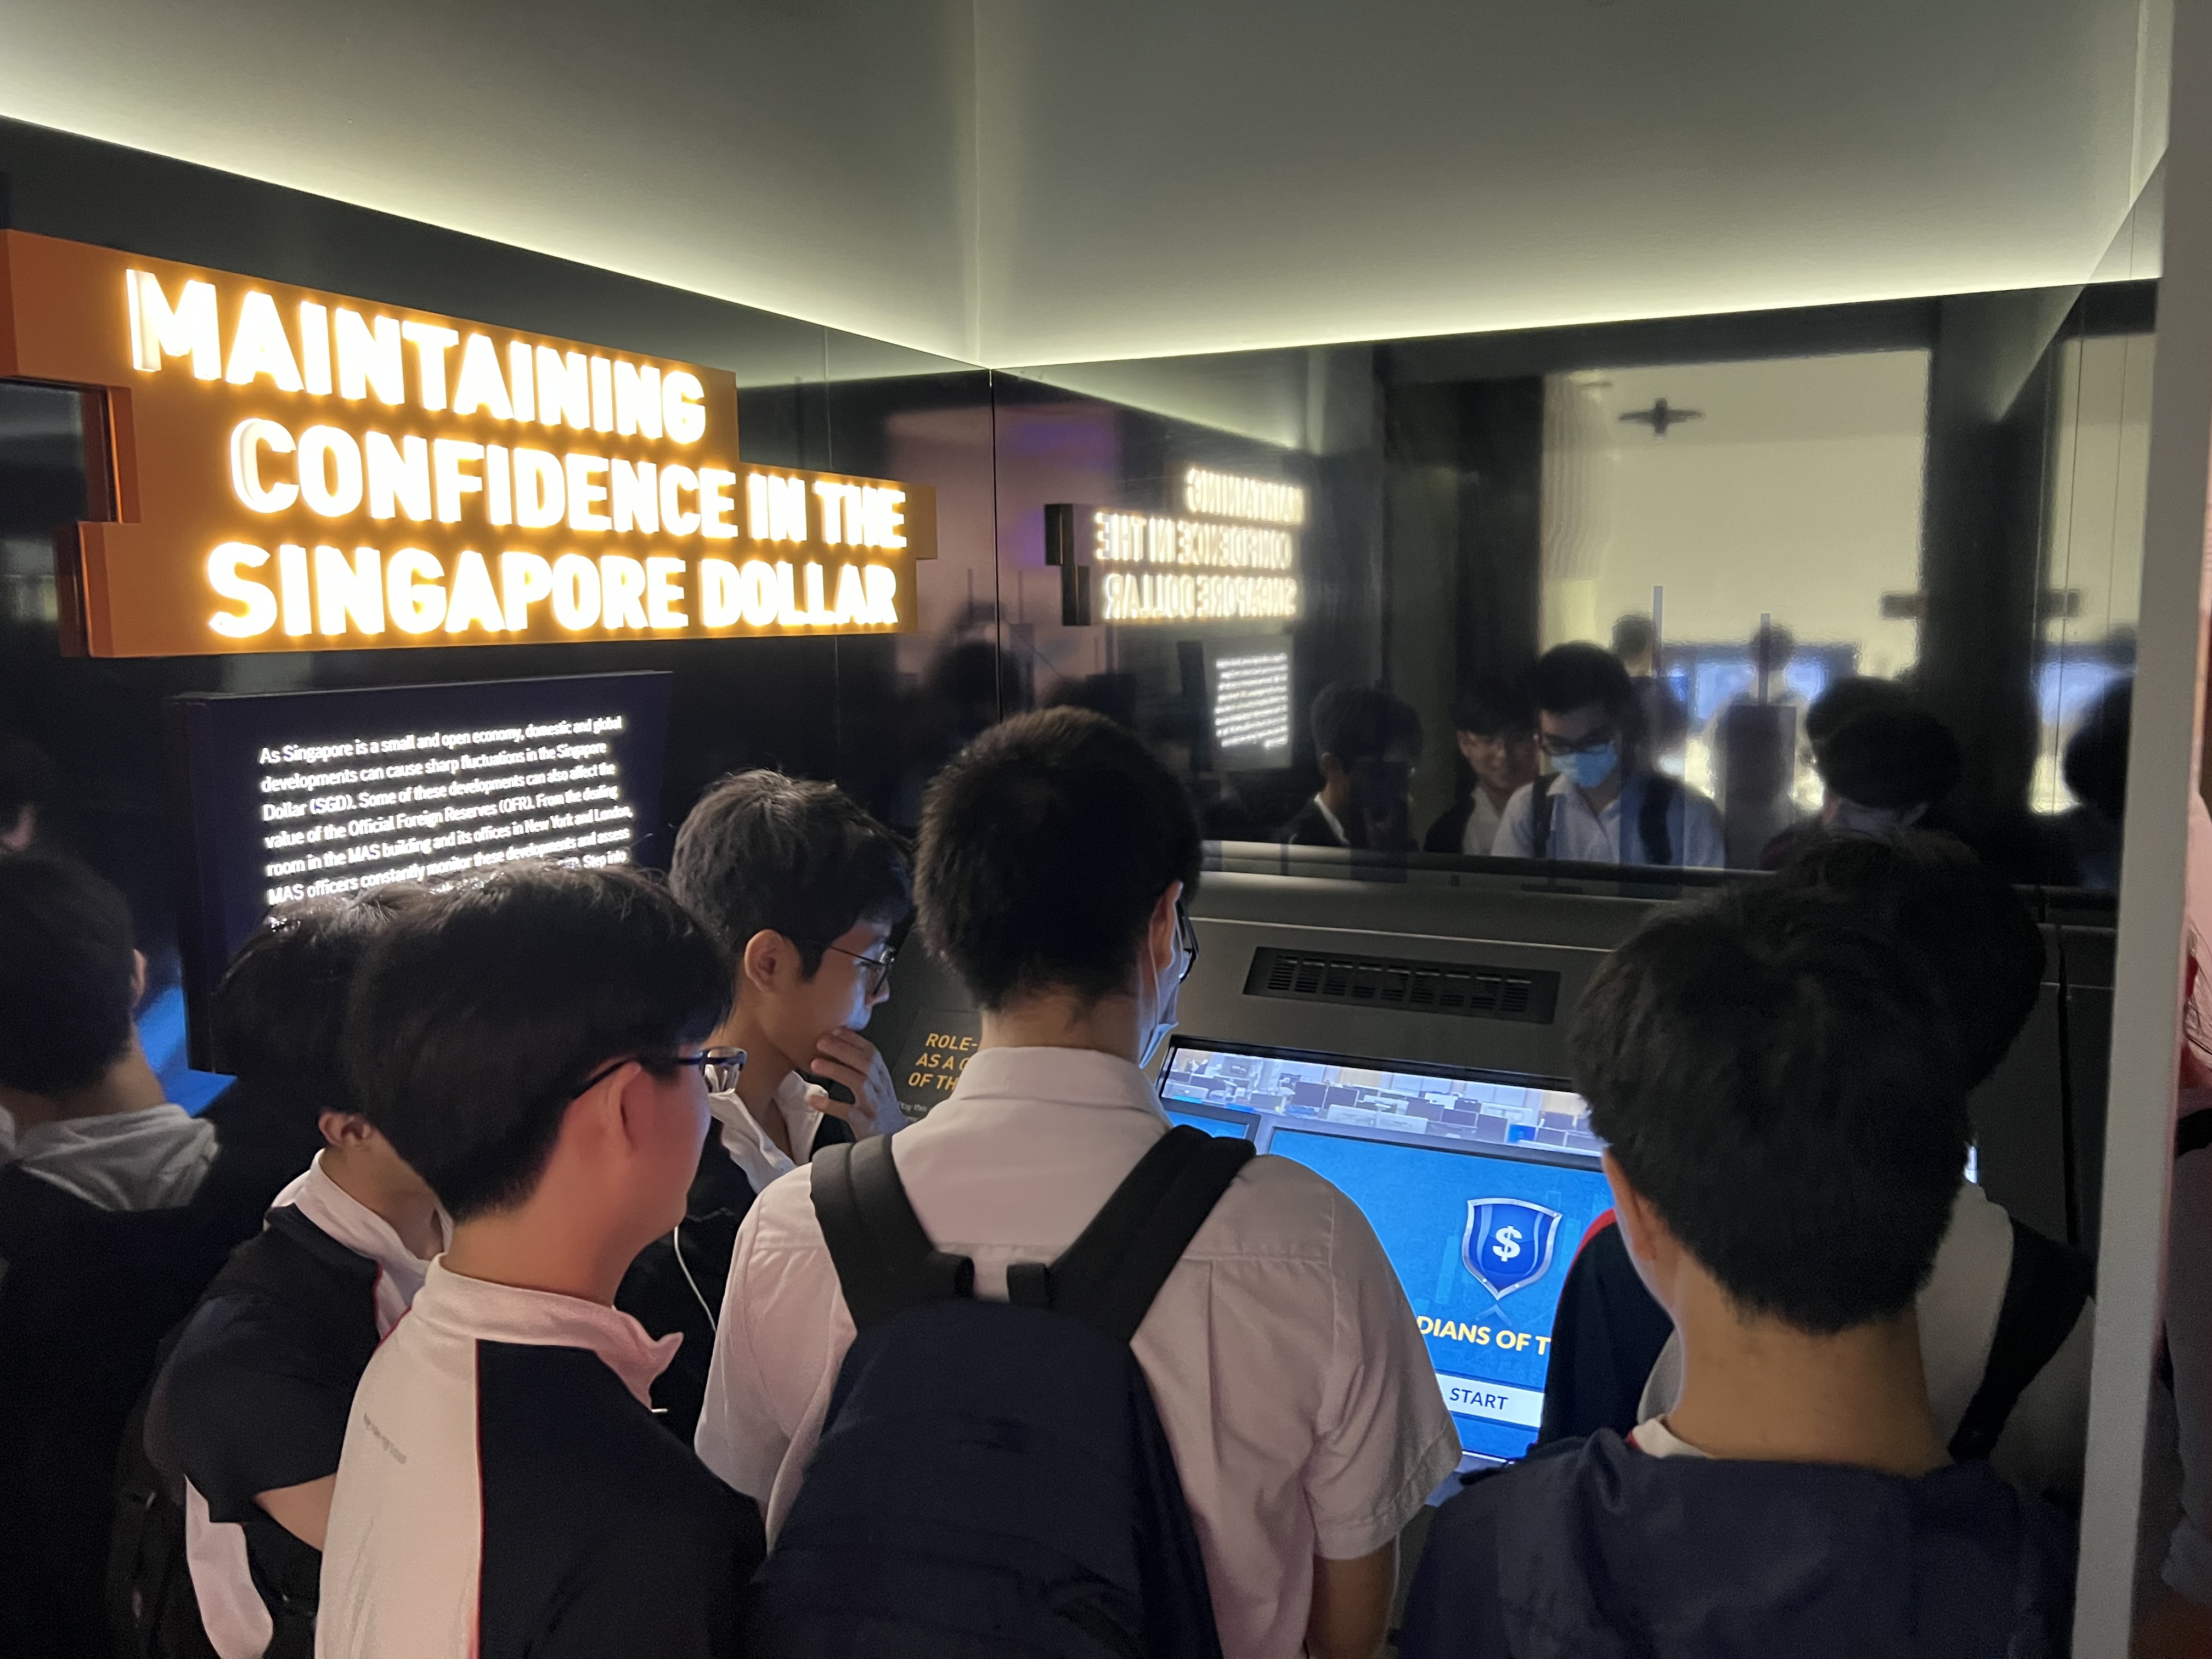 MAINTAINING
CONFIDENCE IN THE
SINGAPORE DOLLAR
As Singapore is a small and open economy, domestic and global
developments can cause sharp fluctuations in the Singapore
Dollar (SGD). Some of these developments can also affect the
value of the Official Foreign Reserves (OFR). From the dealing
room in the MAS building and its offices in New York and London,
MAS officers constantly monitor these developments and assess
Step into
ROLE-
AS A
OF TH
$
DIANS OF T
START